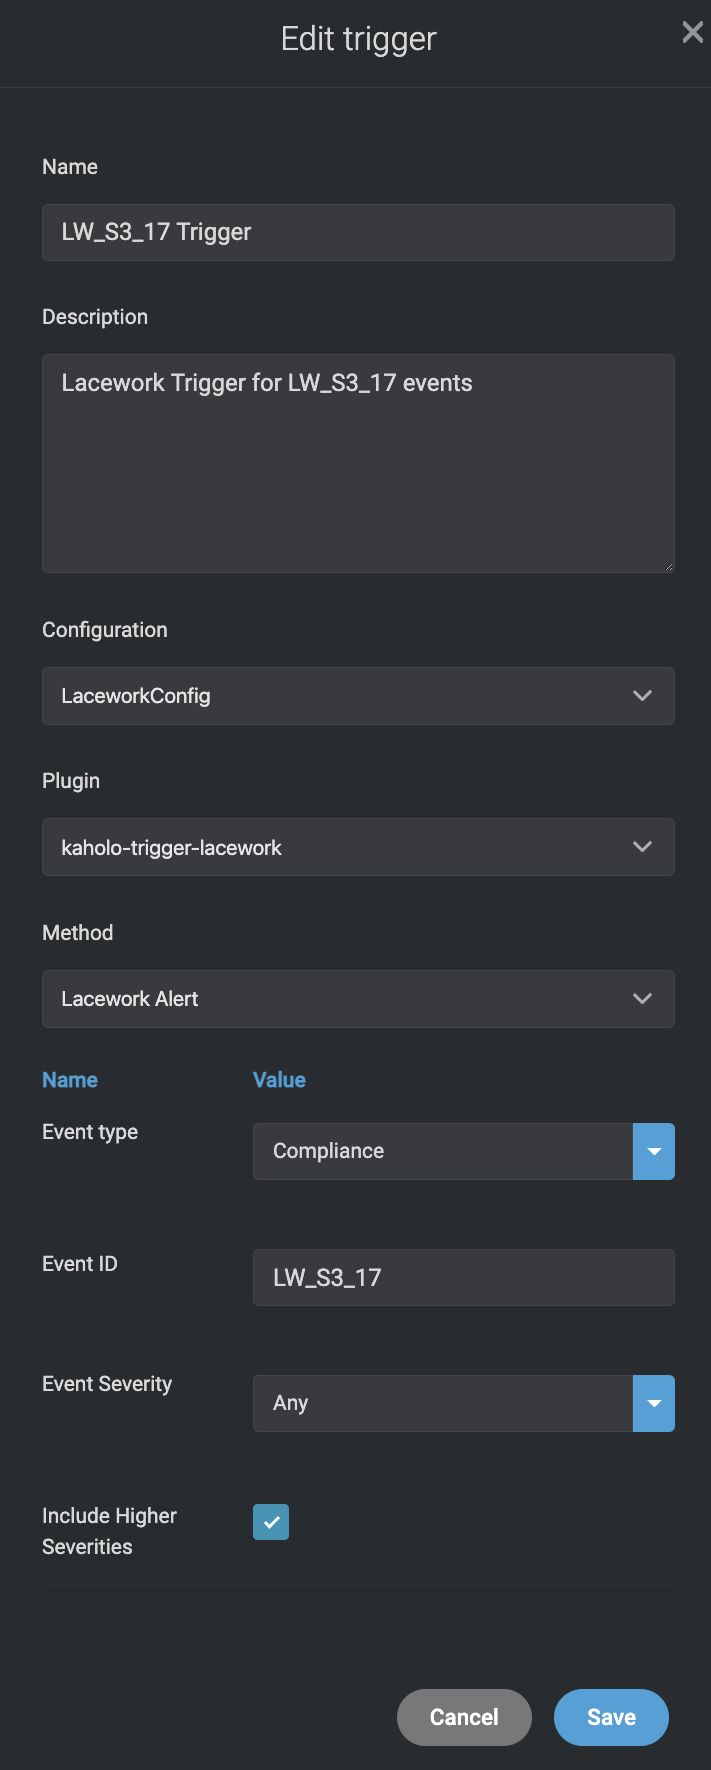 Edit trigger
Name
LW_S3_17 Trigger
Description
Lacework Trigger for LW_S3_17 events
Configuration
LaceworkConfig
Plugin
kaholo-trigger-lacework
Method
Lacework Alert
Name Value
Event type Compliance
Event ID LW_S3_17
Event Severity Any
Include Higher
Severities
Cancel Save